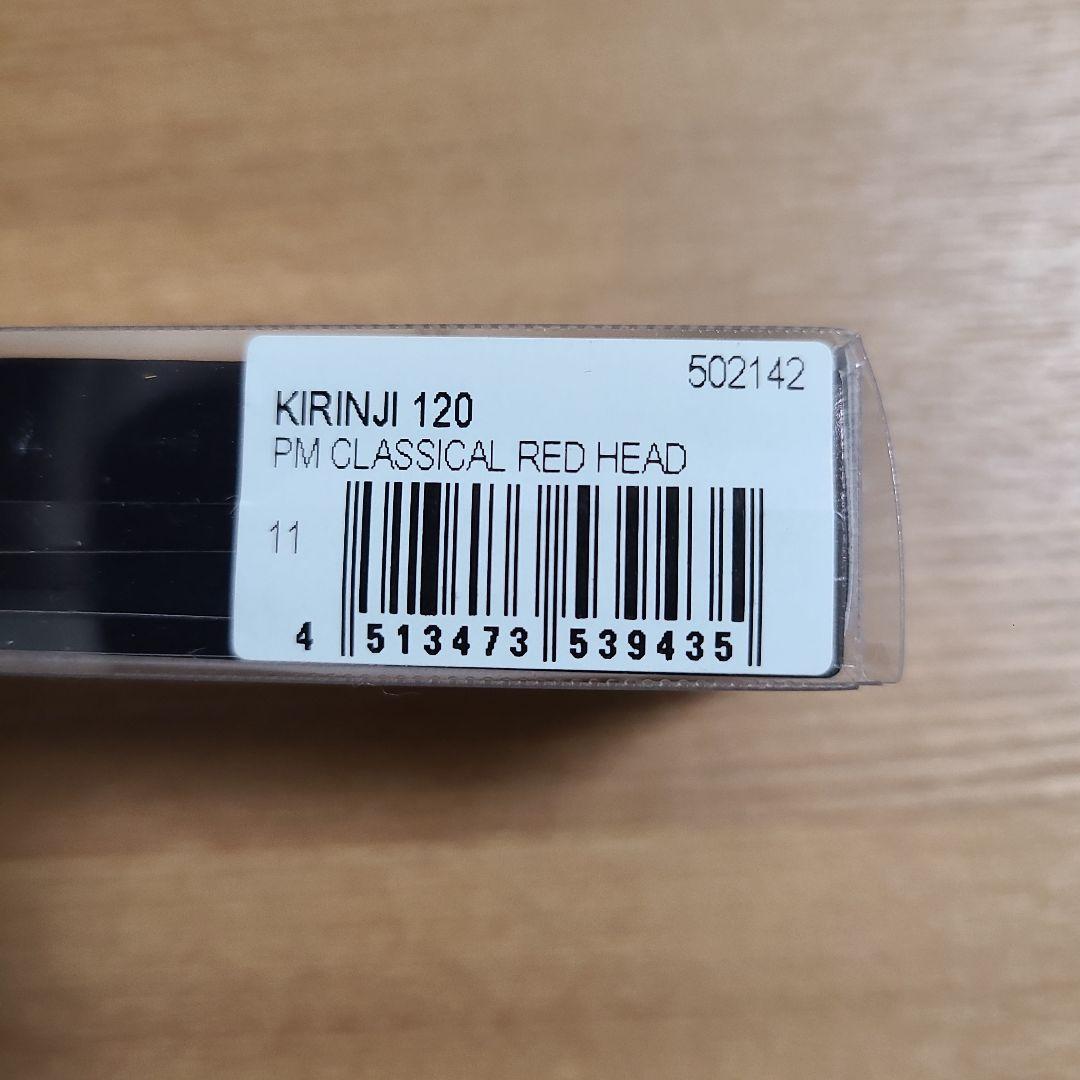 502142
KIRINJI 120
PM CLASSICAL RED HEAD
11
4 513473 539435